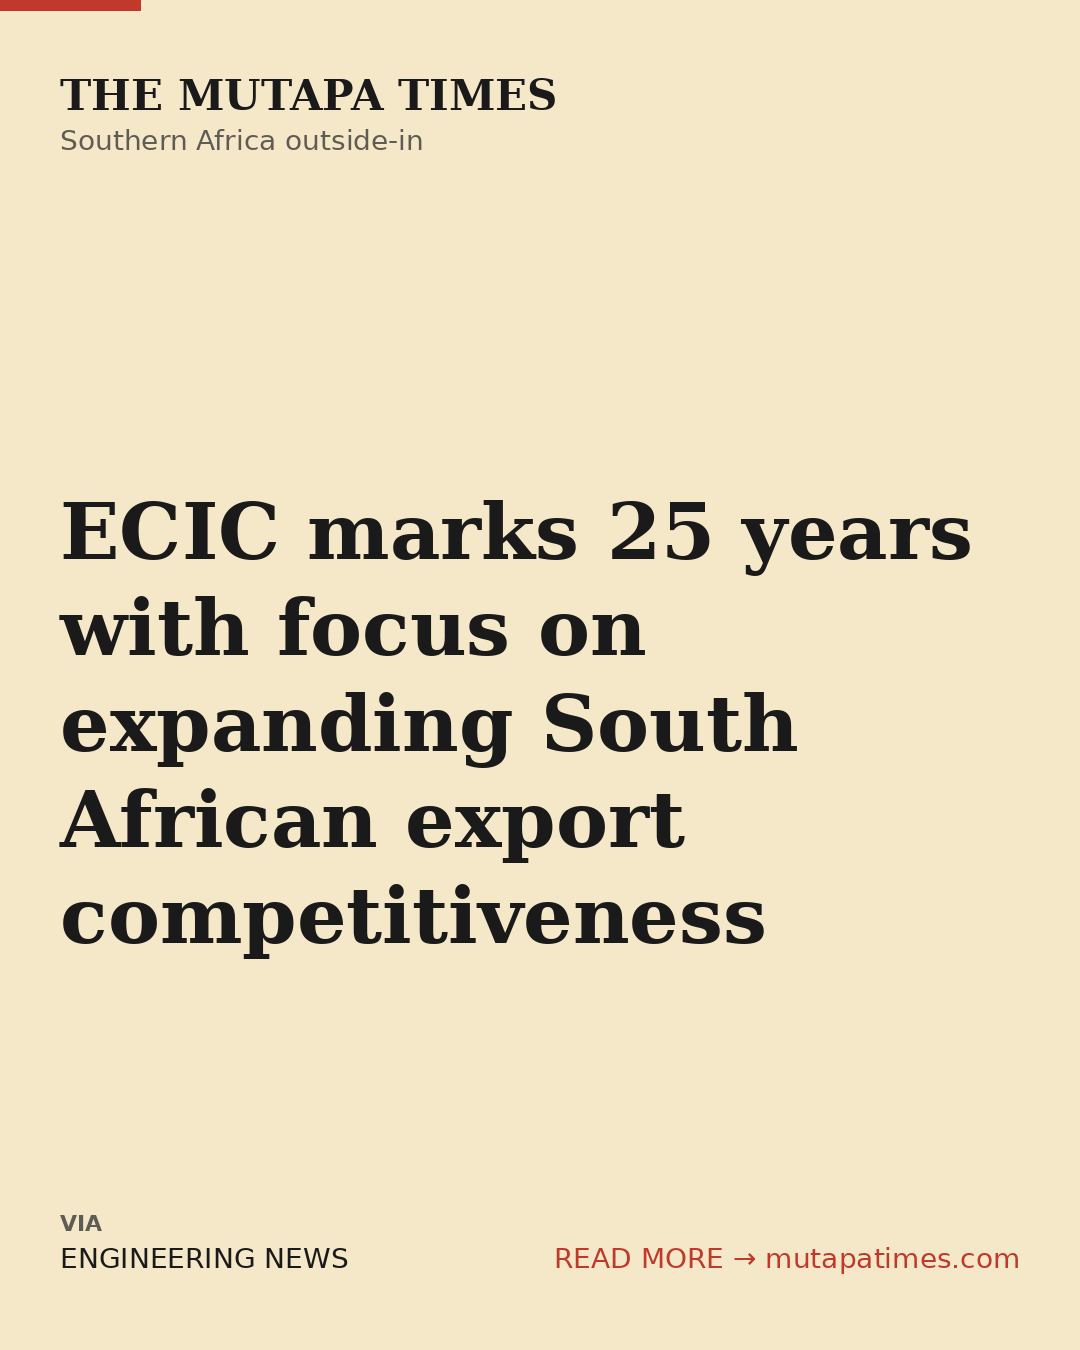 THE MUTAPA TIMES
Southern Africa outside-in
ECIC marks 25 years
with focus on
expanding South
African export
competitiveness
VIA
ENGINEERING NEWS
READ MORE → mutapatimes.com